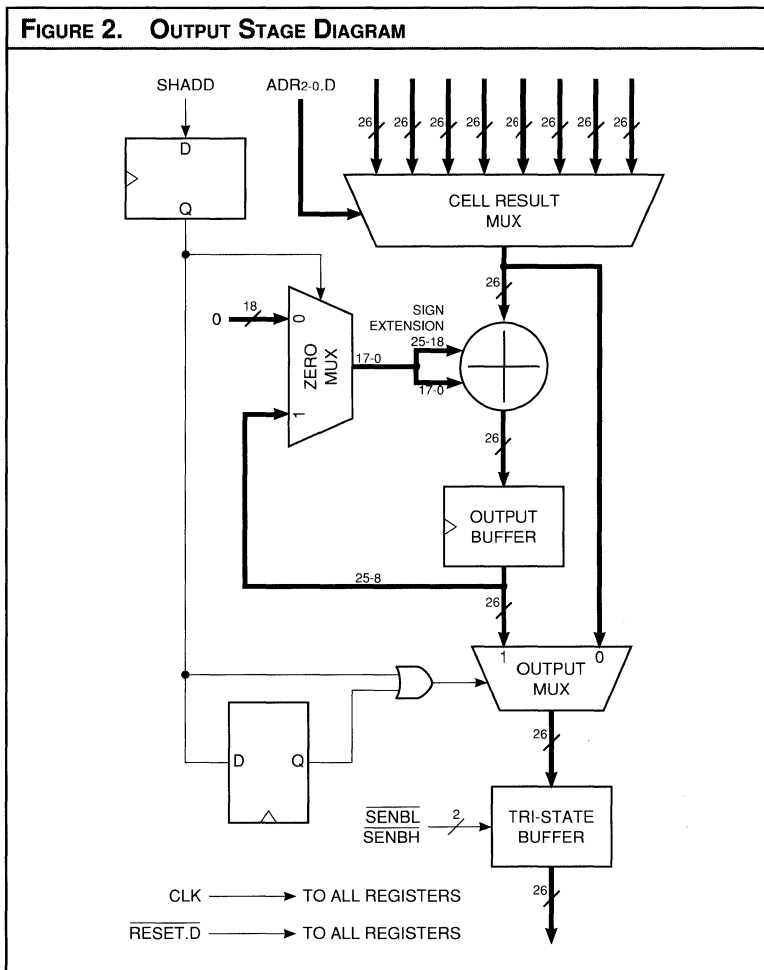 FIGURE 2. OUTPUT STAGE DIAGRAM
SHADD
ADR2-0.D
26 26 26 26 26 26 26 26
D
Q
CELL RESULT
MUX
26
0
18
0
ZERO
MUX
1
17-0
SIGN
EXTENSION
25-18
17-0
26
OUTPUT
BUFFER
25-8
26
1
0
OUTPUT
MUX
D
Q
26
SENBL
SENBH
2
TRI-STATE
BUFFER
26
CLK TO ALL REGISTERS
RESET.D TO ALL REGISTERS